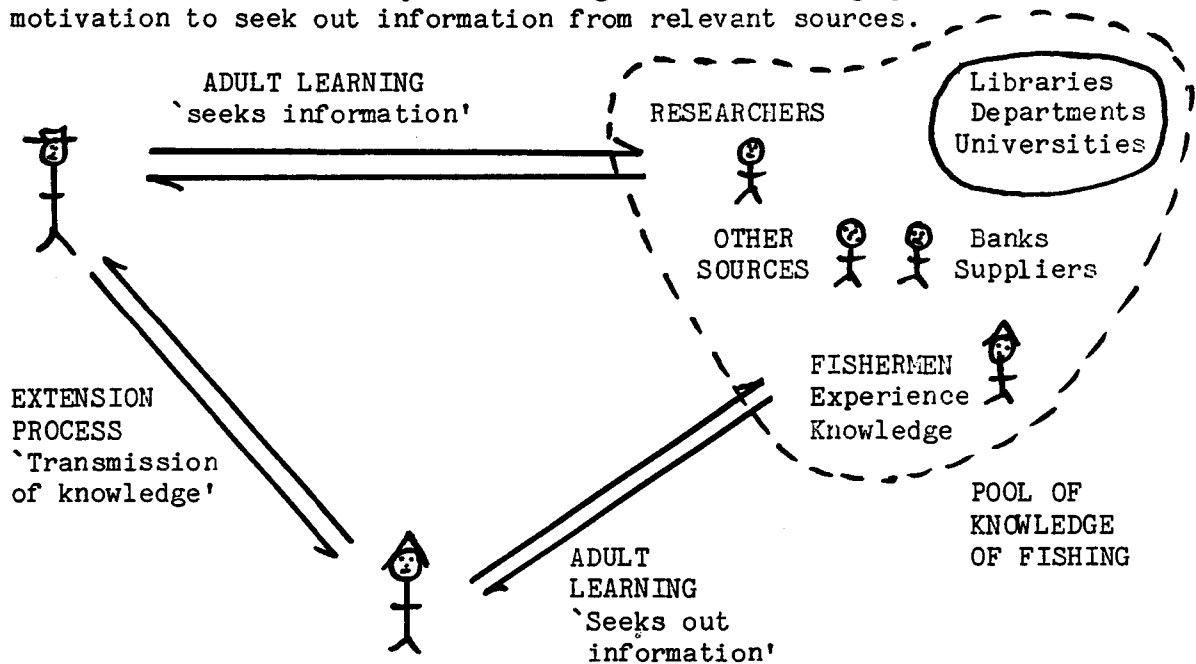 motivation to seek out information from relevant sources.
ADULT LEARNING
`seeks information'
RESEARCHERS
Libraries
Departments
Universities
OTHER
SOURCES
Banks
Suppliers
FISHERMEN
Experience
Knowledge
EXTENSION
PROCESS
`Transmission
of knowledge'
POOL OF
KNOWLEDGE
OF FISHING
ADULT
LEARNING
`Seeks out
information'